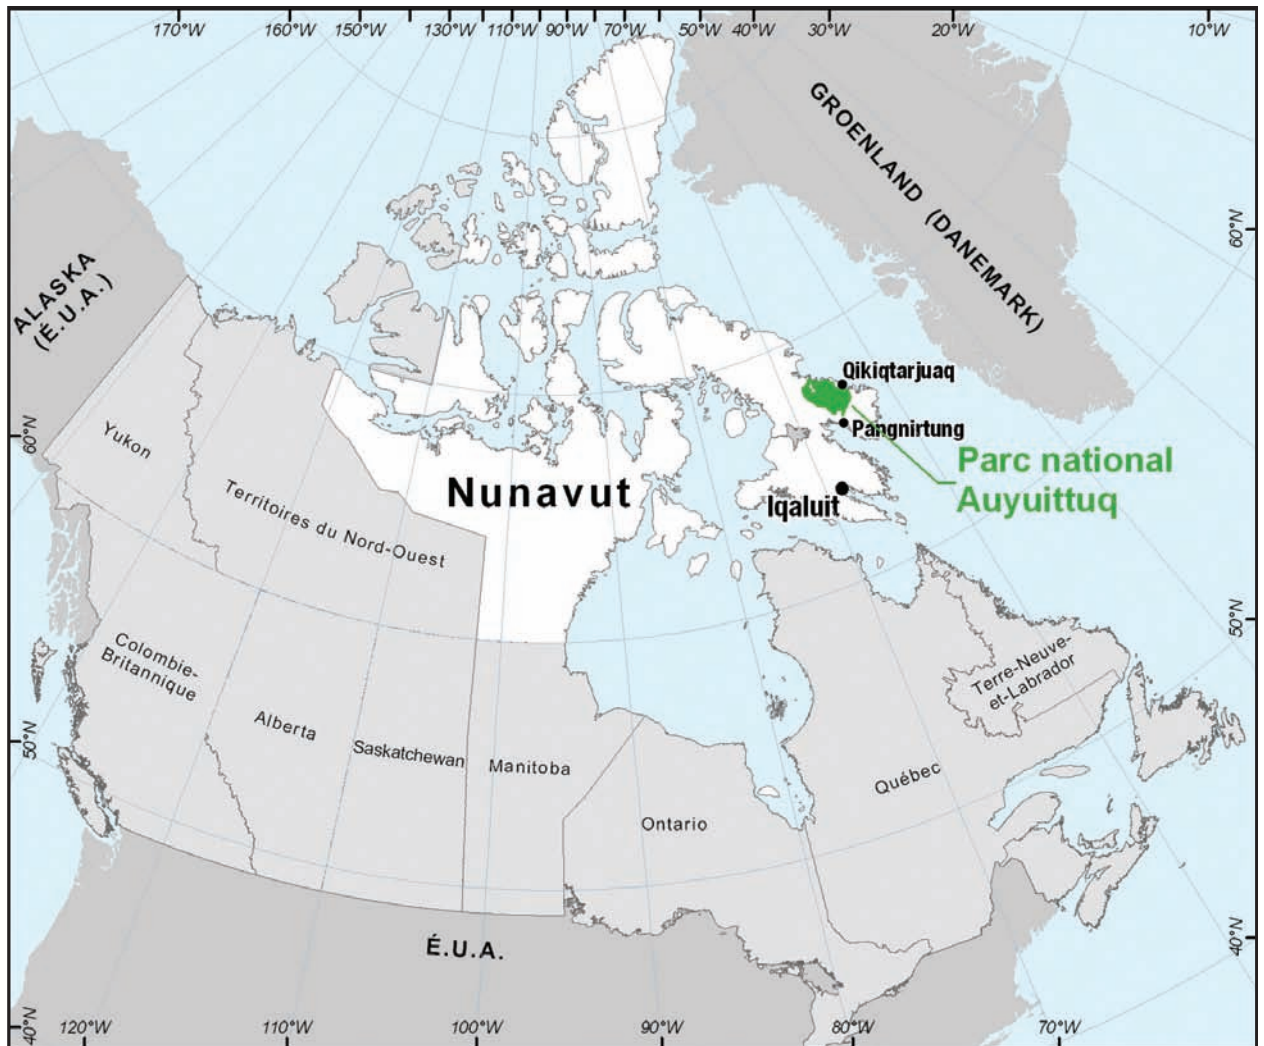 170°W 160°W 150°W 130°W 110°W 90°W 70°W 50°W 40°W 30°W 20°W 10°W
GROENLAND (DANEMARK)
60°N
ALASKA
(É.U.A.)
Qikiqtarjuaq
Pangnirtung
Parc national
Auyuittuq
60°N
Yukon
Territoires du Nord-Ouest
Nunavut
Iqaluit
50°N
Colombie-
Britannique
Terre-Neuve-
et-Labrador
50°N
Alberta
Saskatchewan
Manitoba
Québec
Ontario
É.U.A.
40°N
40°N
120°W 110°W 100°W 90°W 80°W 70°W